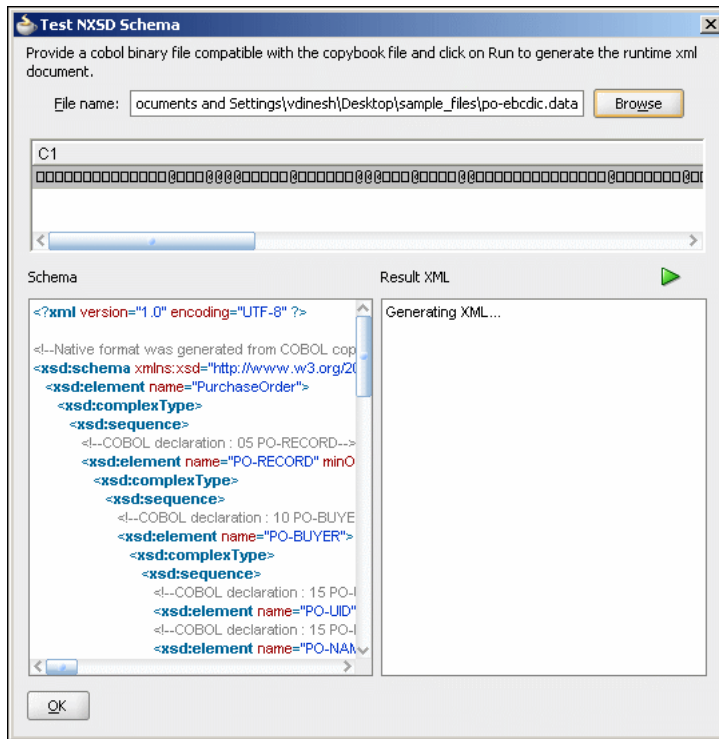 Test NXSD Schema
Provide a cobol binary file compatible with the copybook file and click on Run to generate the runtime xml
document.
File name: ocuments and Settings\vdinesh\Desktop\sample_files\po-ebcdic.data Browse
C1
Schema
Result XML
<?xml version="1.0" encoding="UTF-8" ?>
Generating XML...
<!--Native format was generated from COBOL cop
<xsd:schema xmlns:xsd="http://www.w3.org/20
<xsd:element name="PurchaseOrder">
<xsd:complexType>
<xsd:sequence>
<!--COBOL declaration : 05 PO-RECORD-->
<xsd:element name="PO-RECORD" minO
<xsd:complexType>
<xsd:sequence>
<!--COBOL declaration : 10 PO-BUYE
<xsd:element name="PO-BUYER">
<xsd:complexType>
<xsd:sequence>
<!--COBOL declaration : 15 PO-
<xsd:element name="PO-UID"
<!--COBOL declaration : 15 PO-
<xsd:element name="PO-NAM
OK